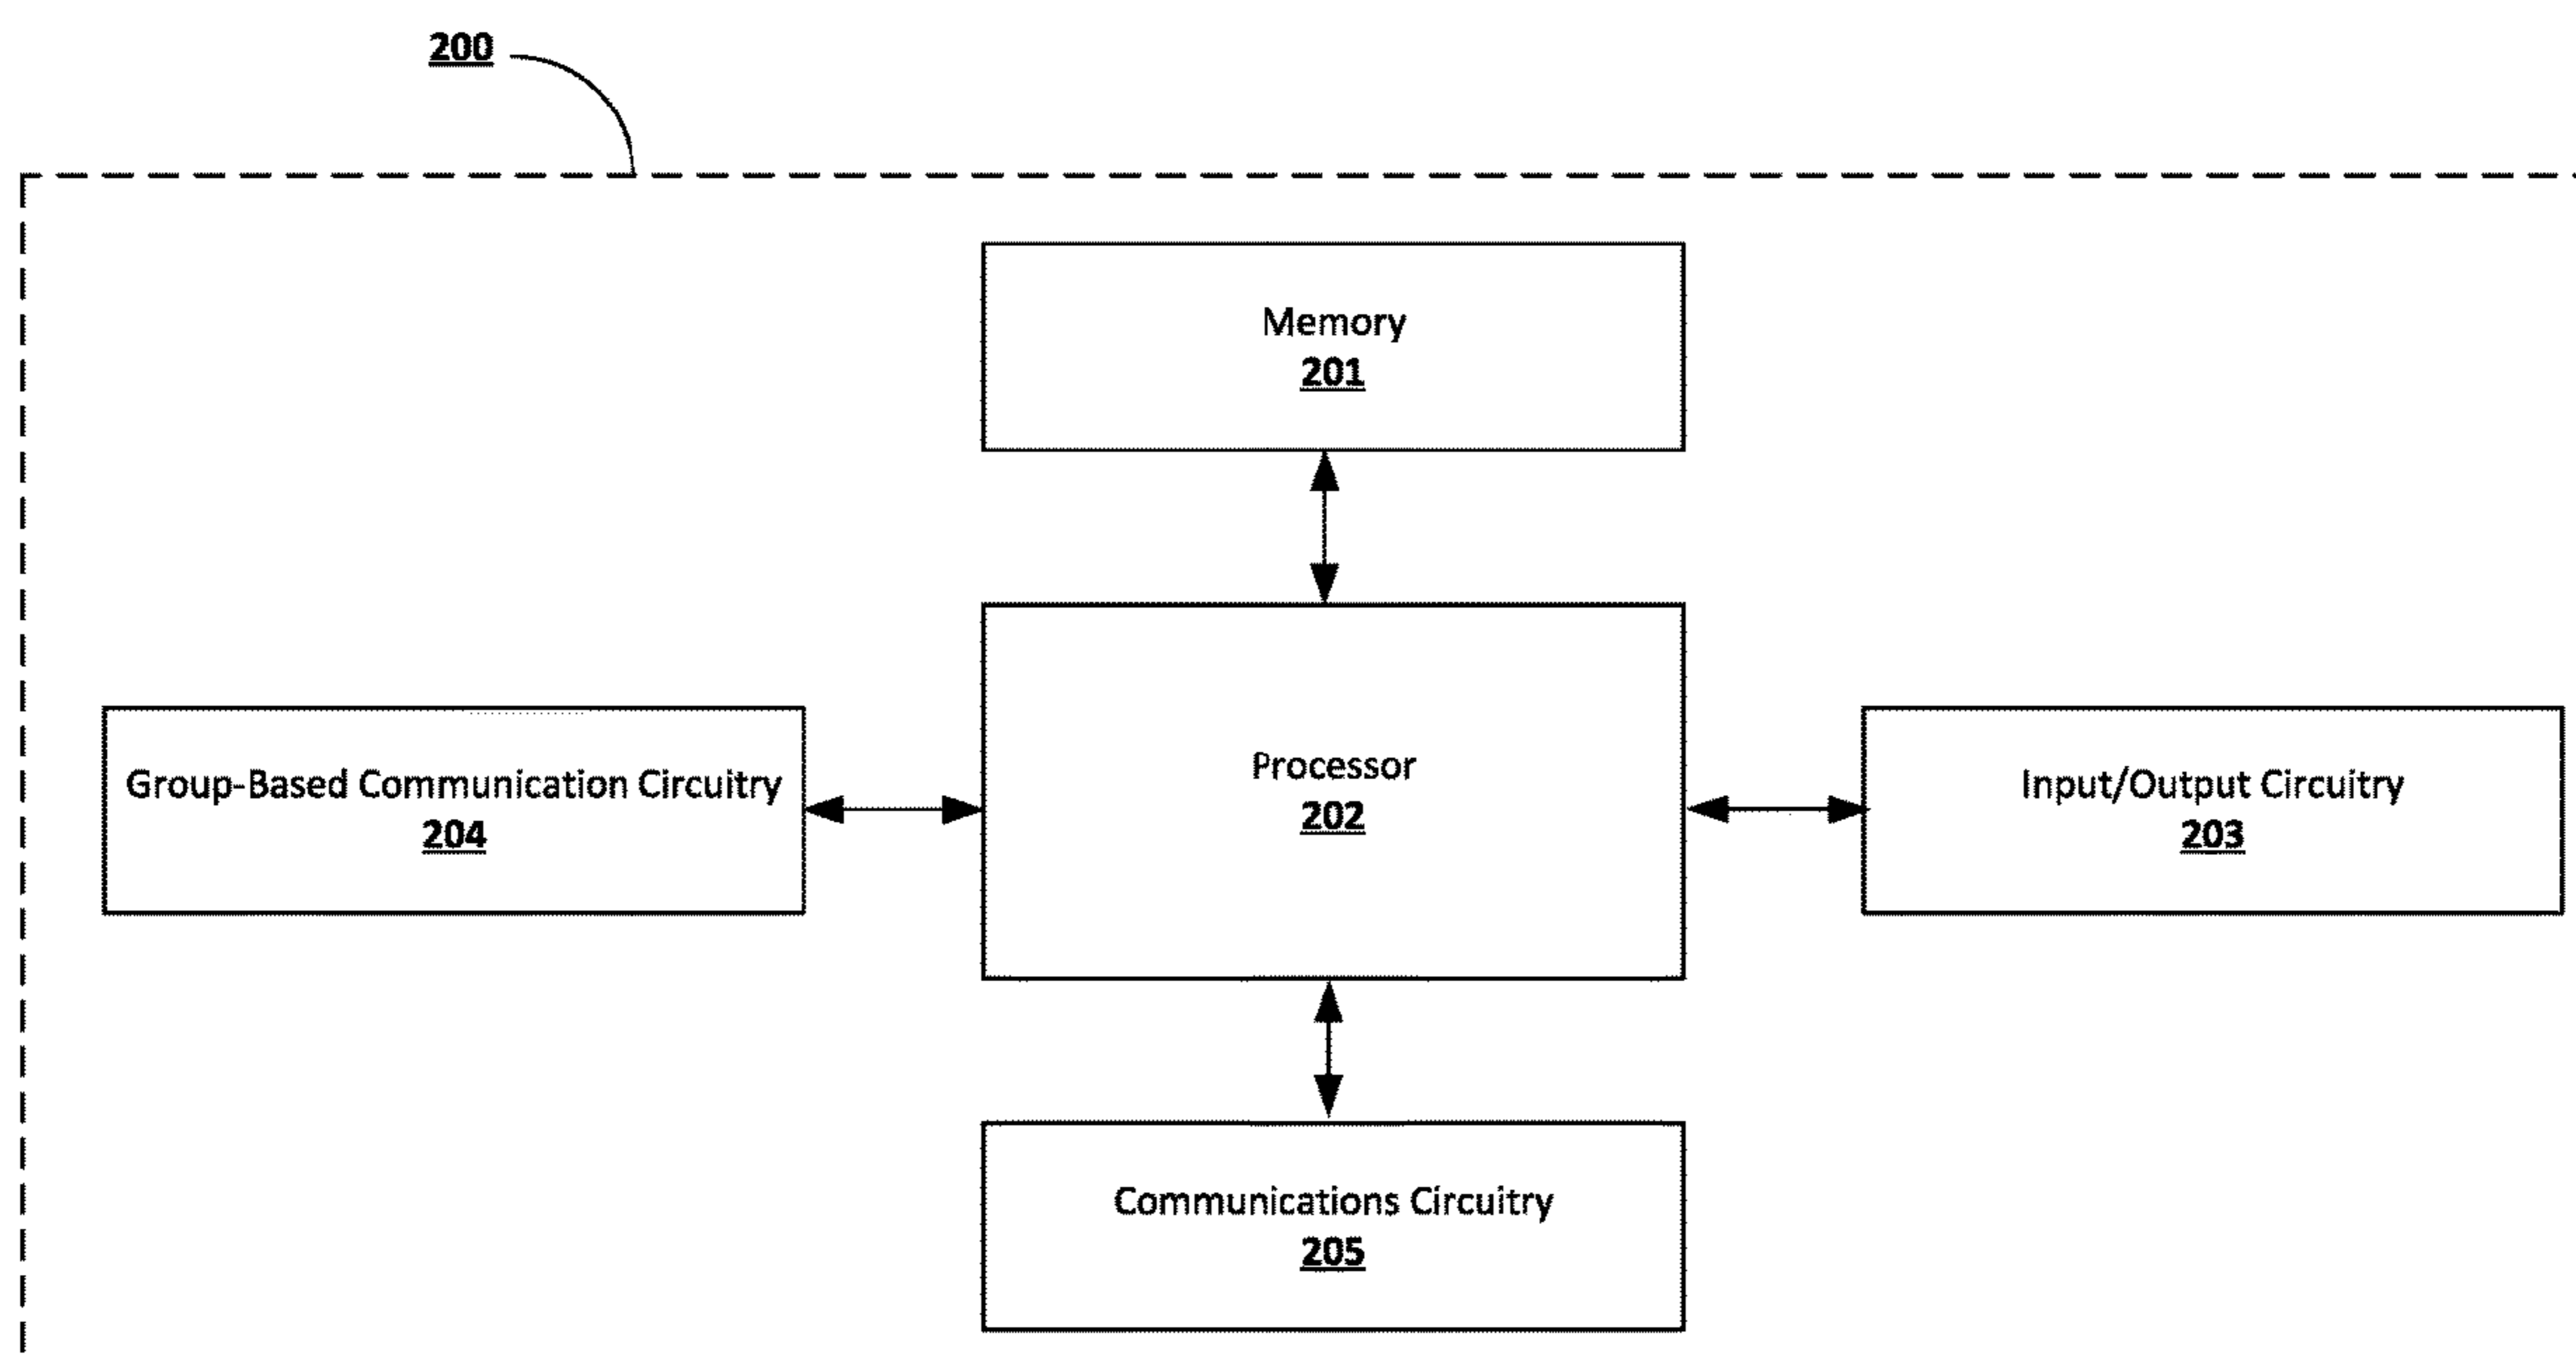 200
Memory
201
Processor
202
Group-Based Communication Circuitry
204
Input/Output Circuitry
203
Communications Circuitry
205